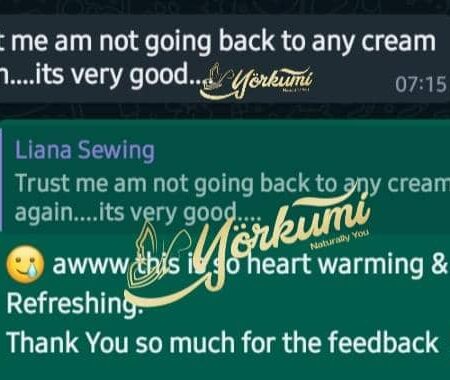 t me am not going back to any cream
n....its very good...
Yörkumi
Naturally You
07:15
Liana Sewing
Trust me am not going back to any cream
again....its very good....
Yörkumi
Naturally You
🥲 awww this is so heart warming &
Refreshing.
Thank You so much for the feedback